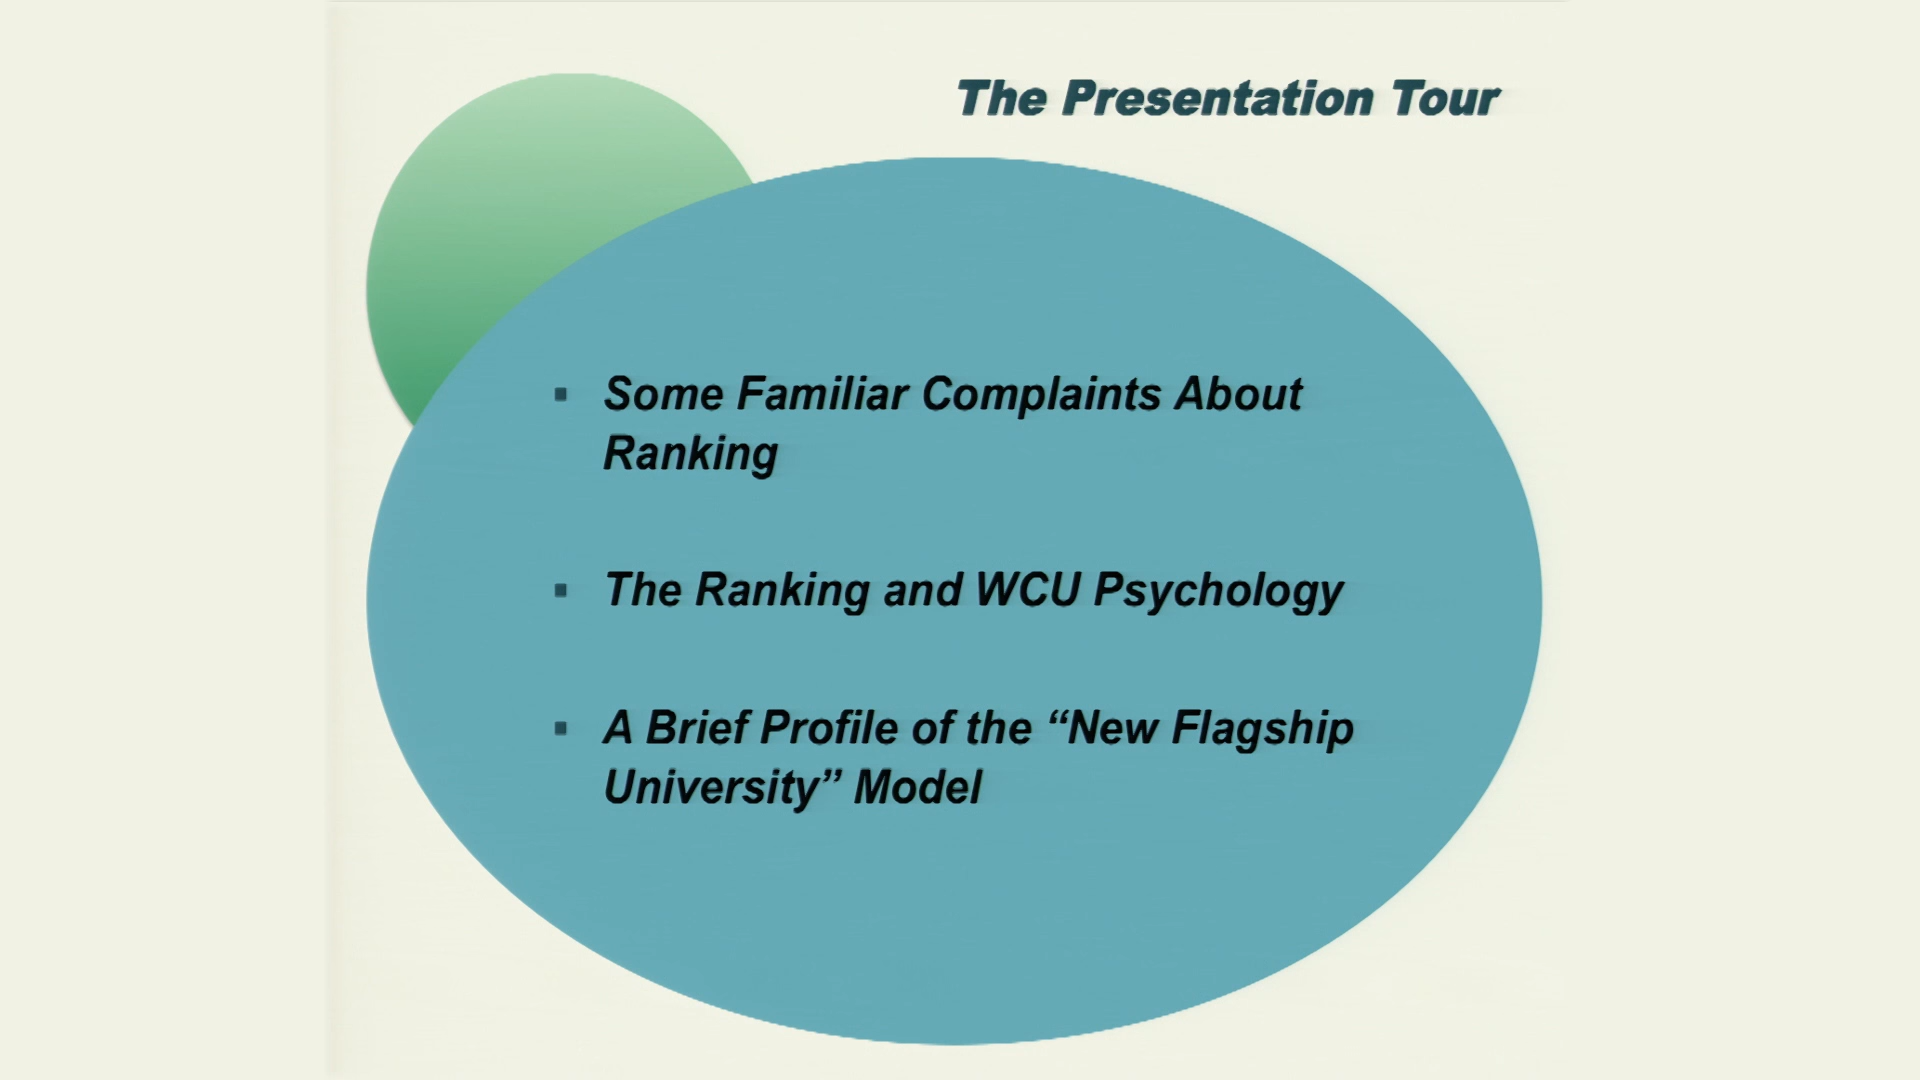 The Presentation Tour
▪ Some Familiar Complaints About
Ranking
▪ The Ranking and WCU Psychology
▪ A Brief Profile of the “New Flagship
University” Model